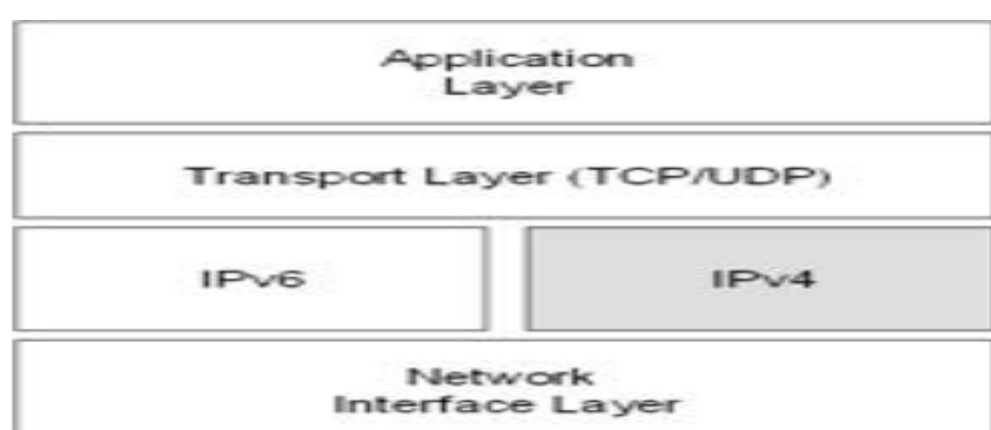 Application
Layer
Transport Layer (TCP/UDP)
IPv6
IPv4
Network
Interface Layer